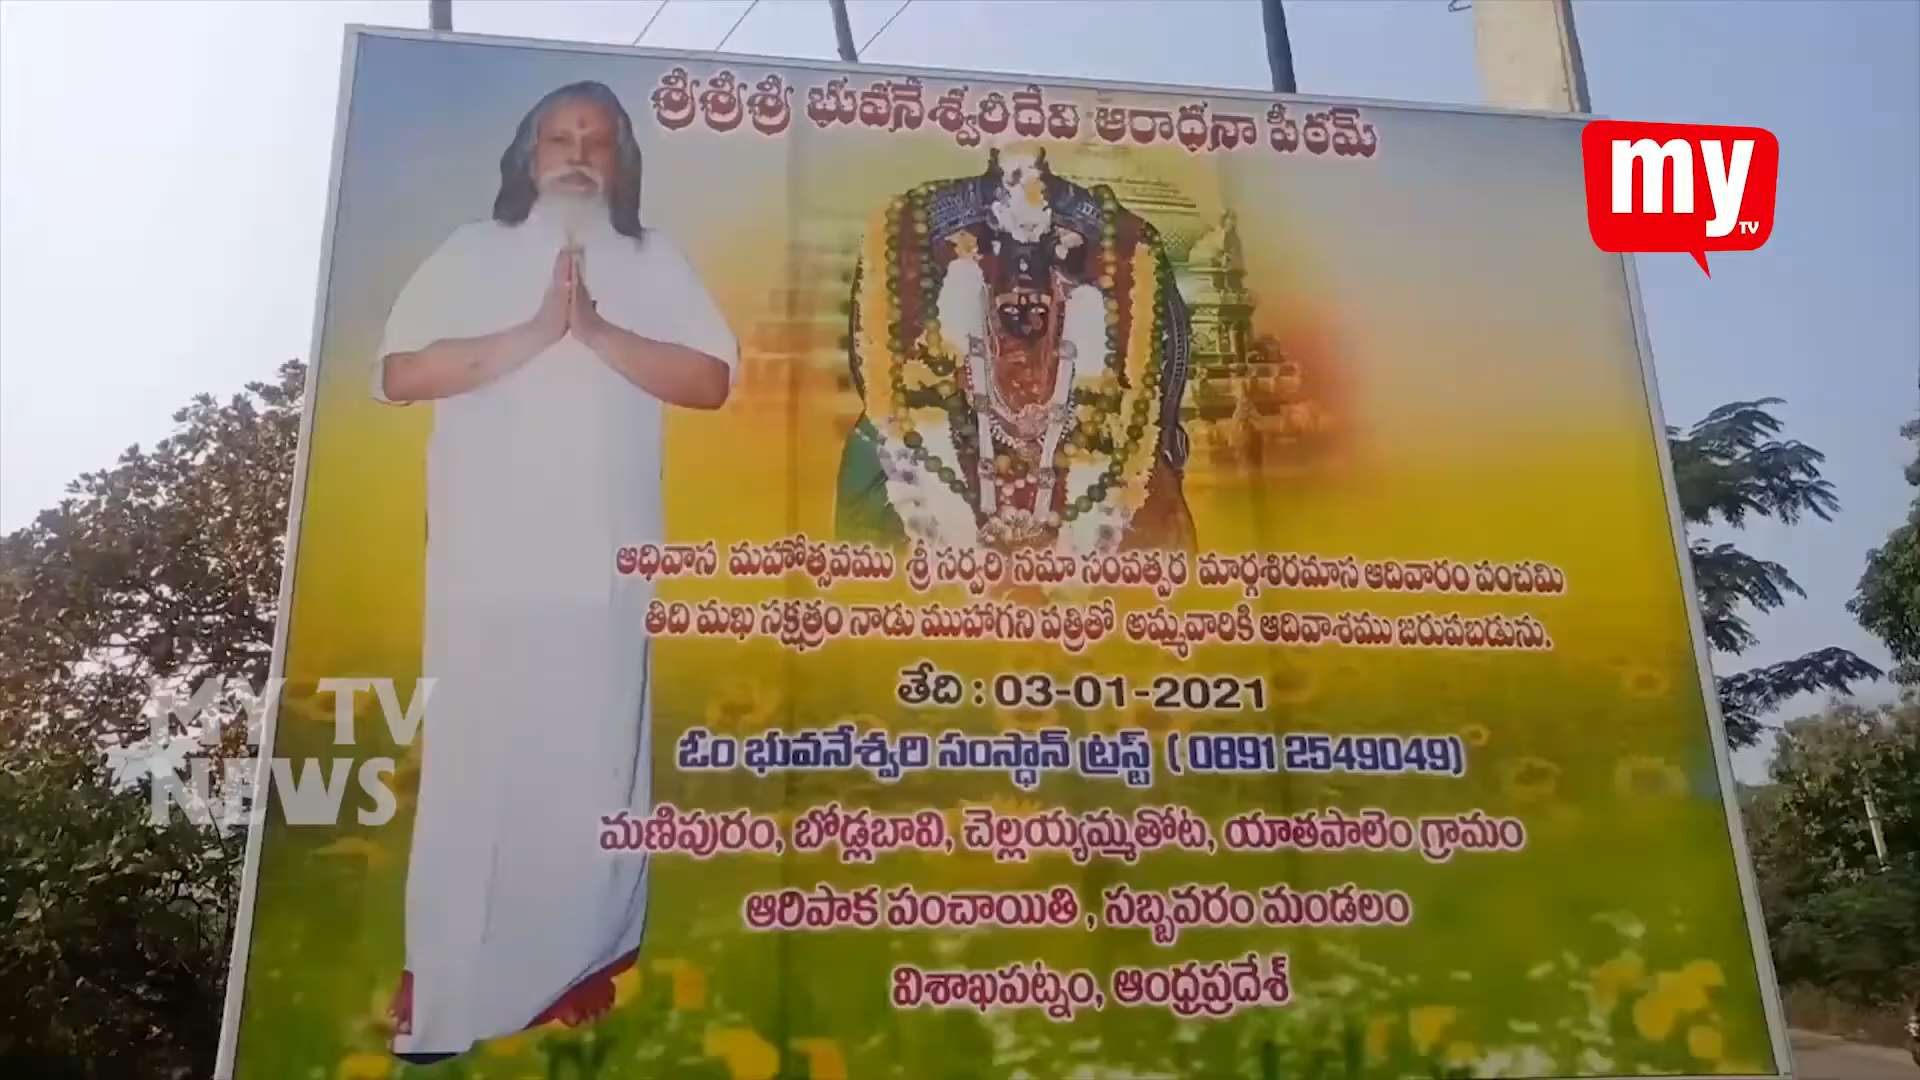 శ్రీశ్రీశ్రీ భువనేశ్వరీదేవి ఆరాధనా పీఠమ్
my TV
ఆధివాస మహోత్సవము శ్రీ సర్వరి నమా సంవత్సర మార్గశిరమాస ఆదివారం పంచమి
తిది మఖ సక్షత్రం నాడు ముహాగని పత్రితో అమ్మవారికి ఆదివాశము జరుపబడును.
తేది : 03-01-2021
ఓం భువనేశ్వరి సంస్థాన్ ట్రస్ట్ ( 0891 2549049)
మణిపురం, బోడ్లబావి, చెల్లయ్యమ్మతోట, యాతపాలెం గ్రామం
ఆరిపాక పంచాయితి , సబ్బవరం మండలం
విశాఖపట్నం, ఆంధ్రప్రదేశ్
MY TV
NEWS